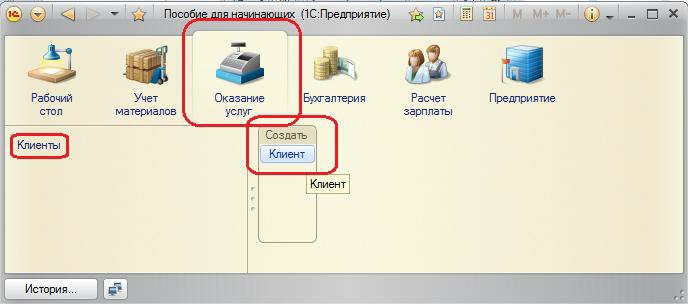 Пособие для начинающих (1С:Предприятие)
M M+ M-
Рабочий
стол
Учет
материалов
Оказание
услуг
Бухгалтерия
Расчет
зарплаты
Предприятие
Клиенты
Создать
Клиент
Клиент
История...